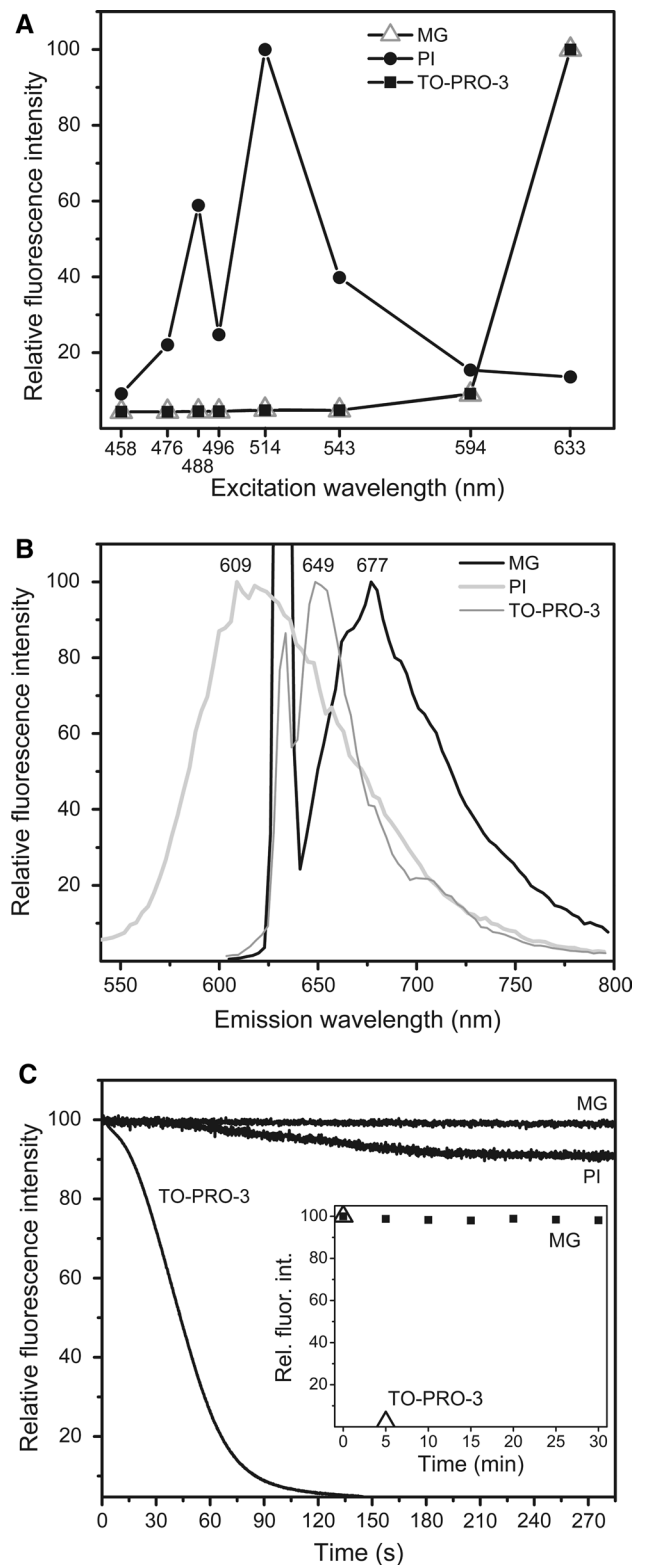 A
MG
PI
TO-PRO-3
Relative fluorescence intensity
100
80
60
40
20
458 476 488 496 514 543 594 633
Excitation wavelength (nm)
B
609 649 677
MG
PI
TO-PRO-3
Relative fluorescence intensity
100
80
60
40
20
550 600 650 700 750 800
Emission wavelength (nm)
C
MG
PI
TO-PRO-3
Relative fluorescence intensity
100
80
60
40
20
Rel. fluor. int.
100
80
60
40
20
MG
TO-PRO-3
0 5 10 15 20 25 30
Time (min)
0 30 60 90 120 150 180 210 240 270
Time (s)